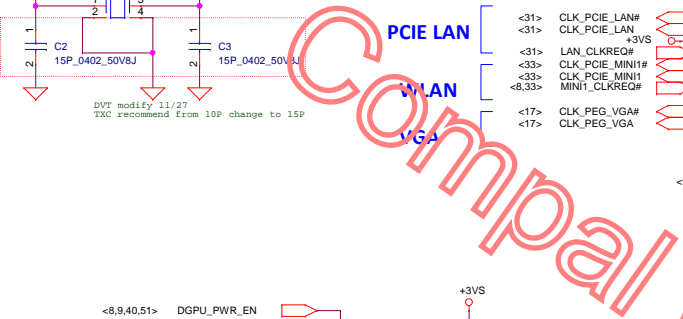 1
2
3
4
1
2
C2
15P_0402_50V8J
1
2
C3
15P_0402_50V8J
DVT modify 11/27
TXC recommend from 10P change to 15P
PCIE LAN
<31> CLK_PCIE_LAN#
<31> CLK_PCIE_LAN
+3VS
<31> LAN_CLKREQ#
WLAN
<33> CLK_PCIE_MINI1#
<33> CLK_PCIE_MINI1
<8,33> MINI1_CLKREQ#
VGA
<17> CLK_PEG_VGA#
<17> CLK_PEG_VGA
Compal
<8,9,40,51> DGPU_PWR_EN
+3VS